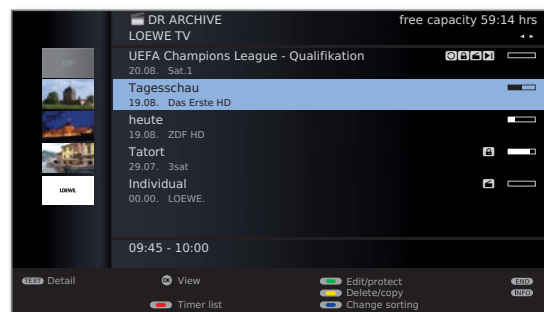 DR ARCHIVE free capacity 59:14 hrs
LOEWE TV
UEFA Champions League - Qualifikation
20.08. Sat.1
Tagesschau
19.08. Das Erste HD
heute
19.08. ZDF HD
Tatort
29.07. 3sat
Individual
00.00. LOEWE.
LOEWE.
09:45 - 10:00
TEXT Detail OK View Edit/protect END
Delete/copy INFO
Timer list Change sorting